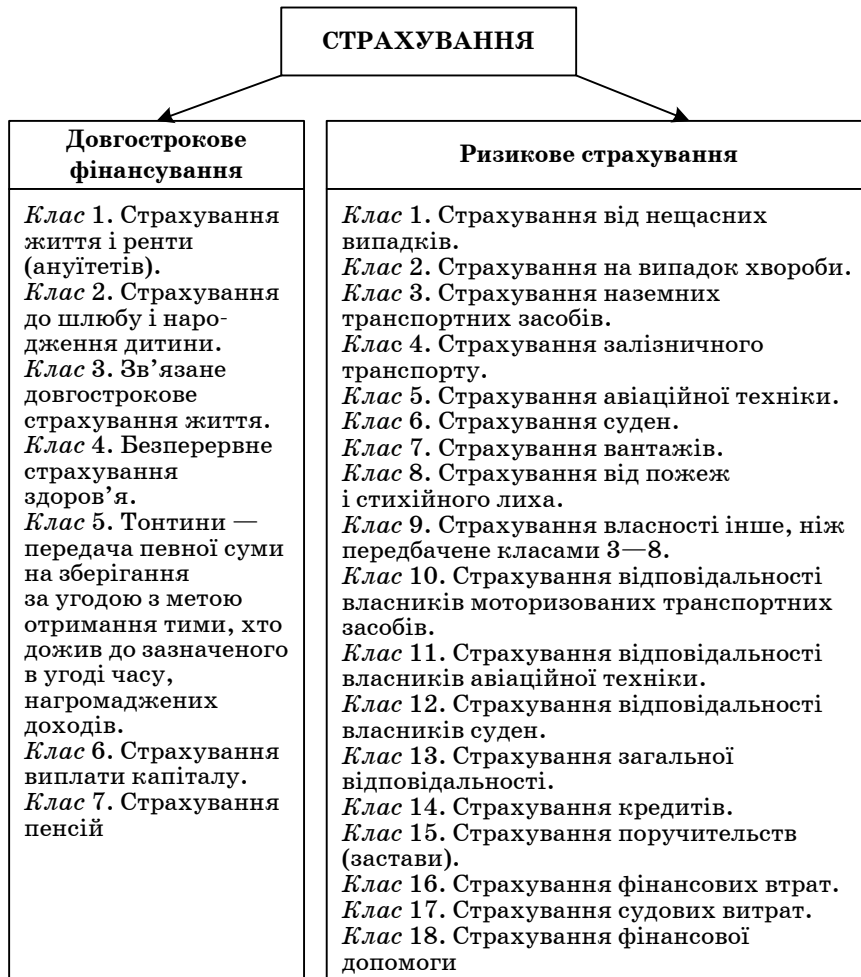 СТРАХУВАННЯ
Довгострокове
фінансування
Клас 1. Страхування
життя і ренти
(ануїтетів).
Клас 2. Страхування
до шлюбу і наро-
дження дитини.
Клас 3. Зв’язане
довгострокове
страхування життя.
Клас 4. Безперервне
страхування
здоров’я.
Клас 5. Тонтини —
передача певної суми
на зберігання
за угодою з метою
отримання тими, хто
дожив до зазначеного
в угоді часу,
нагромаджених
доходів.
Клас 6. Страхування
виплати капіталу.
Клас 7. Страхування
пенсій
Ризикове страхування
Клас 1. Страхування від нещасних
випадків.
Клас 2. Страхування на випадок хвороби.
Клас 3. Страхування наземних
транспортних засобів.
Клас 4. Страхування залізничного
транспорту.
Клас 5. Страхування авіаційної техніки.
Клас 6. Страхування суден.
Клас 7. Страхування вантажів.
Клас 8. Страхування від пожеж
і стихійного лиха.
Клас 9. Страхування власності інше, ніж
передбачене класами 3—8.
Клас 10. Страхування відповідальності
власників моторизованих транспортних
засобів.
Клас 11. Страхування відповідальності
власників авіаційної техніки.
Клас 12. Страхування відповідальності
власників суден.
Клас 13. Страхування загальної
відповідальності.
Клас 14. Страхування кредитів.
Клас 15. Страхування поручительств
(застави).
Клас 16. Страхування фінансових втрат.
Клас 17. Страхування судових витрат.
Клас 18. Страхування фінансової
допомоги